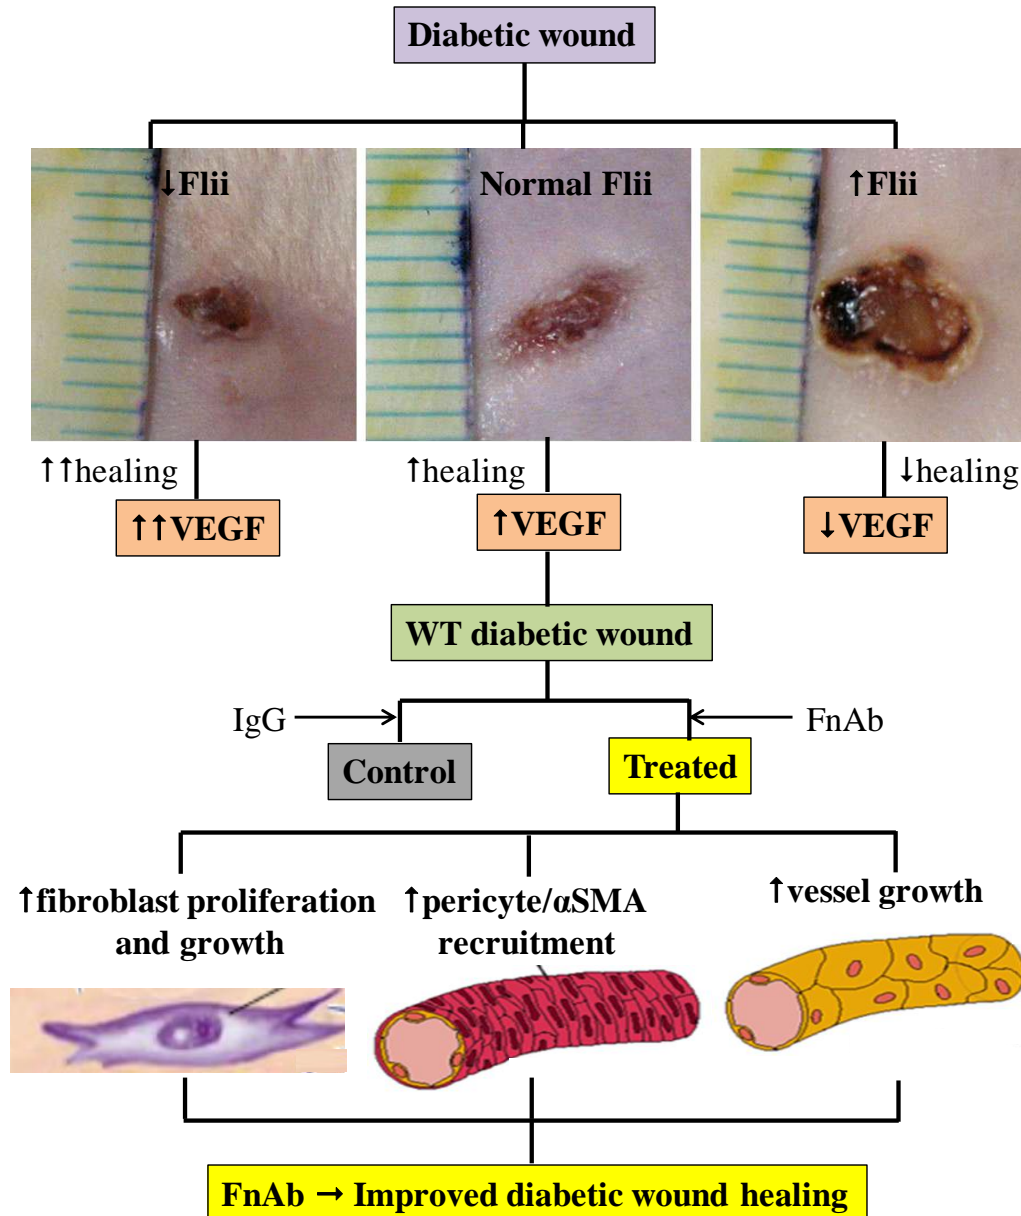 Diabetic wound
↓Flii
Normal Flii
↑Flii
↑↑healing
↑healing
↓healing
↑↑VEGF
↑VEGF
↓VEGF
WT diabetic wound
IgG
FnAb
Control
Treated
↑fibroblast proliferation
and growth
↑pericyte/αSMA
recruitment
↑vessel growth
FnAb → Improved diabetic wound healing